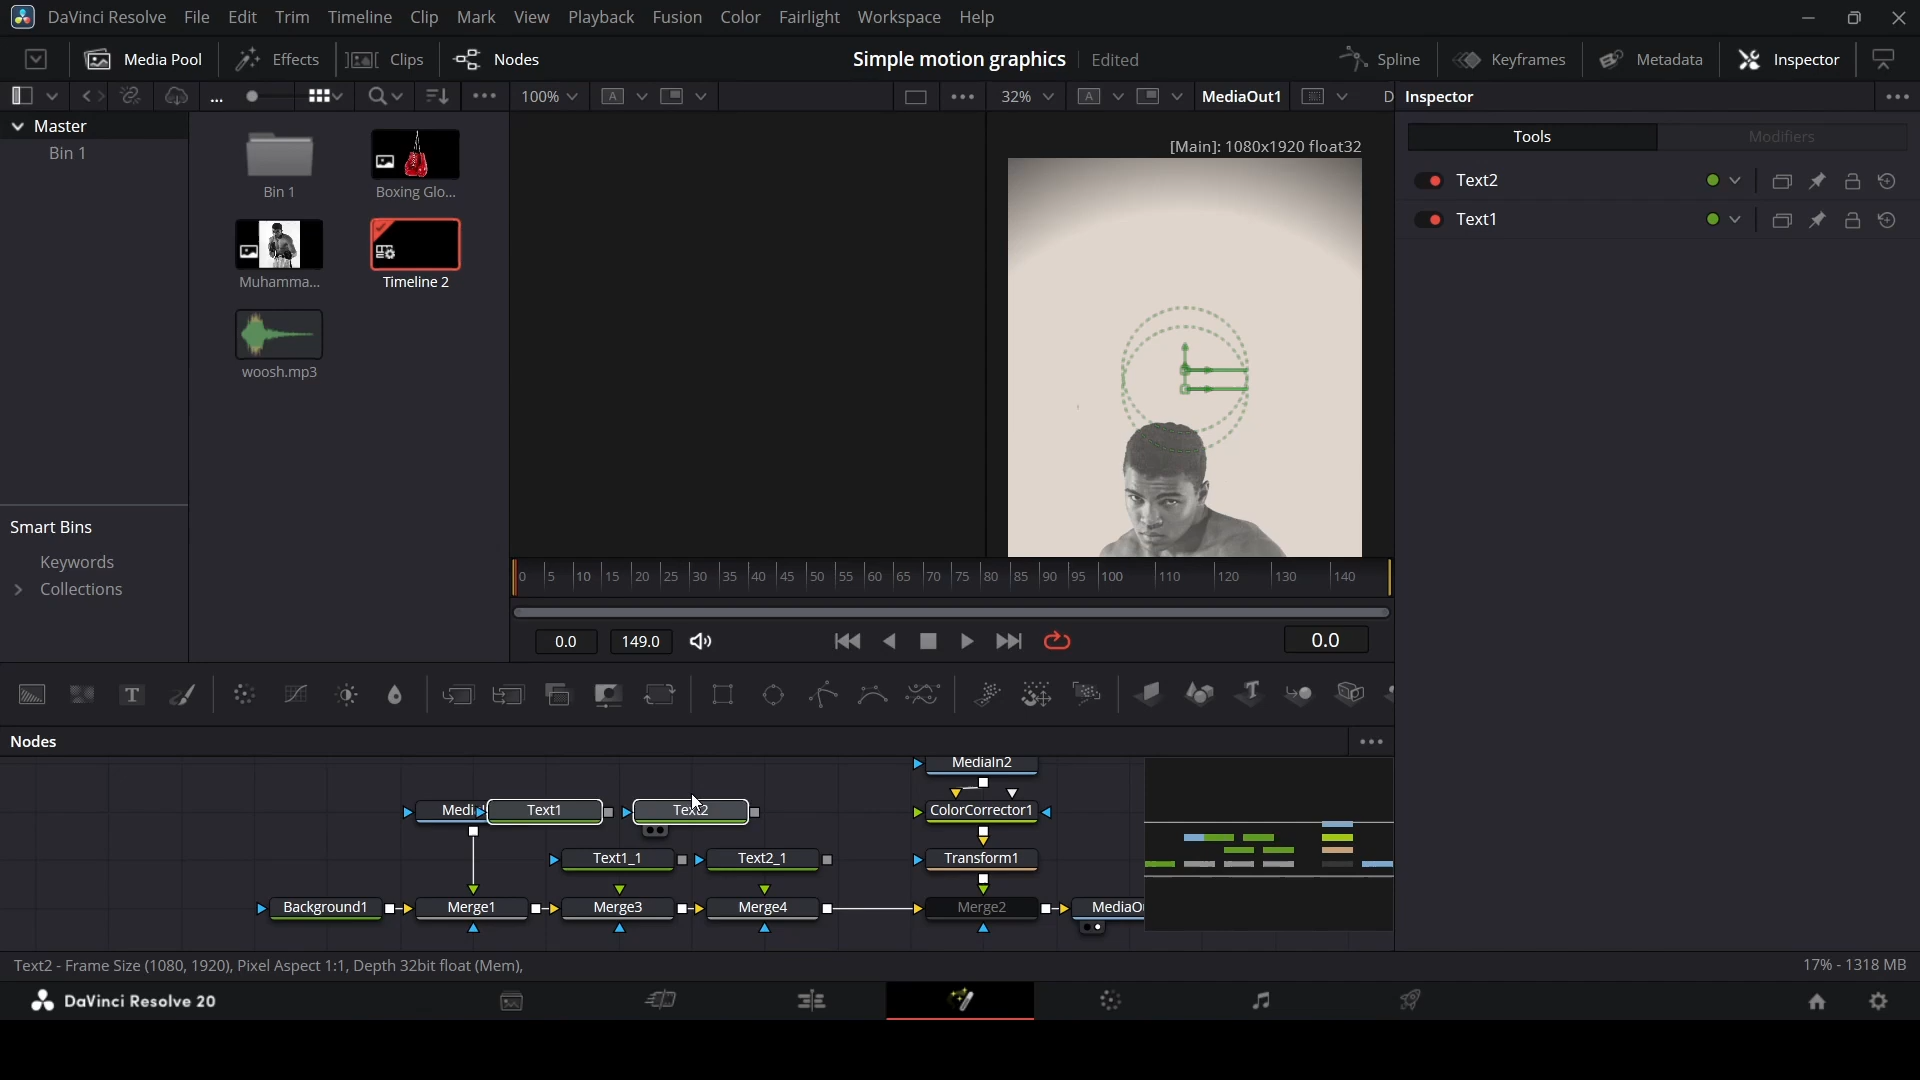 DaVinci Resolve File Edit Trim Timeline Clip Mark View Playback Fusion Color Fairlight Workspace Help
Media Pool Effects Clips Nodes Simple motion graphics Edited Spline Keyframes Metadata Inspector
... 100% A 32% A MediaOut1 D Inspector
Master
Bin 1
Bin 1
Boxing Glo...
Muhamma...
Timeline 2
woosh.mp3
Smart Bins
Keywords
Collections
[Main]: 1080x1920 float32
Tools Modifiers
Text2
Text1
0 5 10 15 20 25 30 35 40 45 50 55 60 65 70 75 80 85 90 95 100 110 120 130 140
0.0 149.0 0.0
T T
Nodes
MediaIn2
Medi Text1 Text2 ColorCorrector1
Text1_1 Text2_1 Transform1
Background1 Merge1 Merge3 Merge4 Merge2 MediaOu
Text2 - Frame Size (1080, 1920), Pixel Aspect 1:1, Depth 32bit float (Mem),
17% - 1318 MB
DaVinci Resolve 20